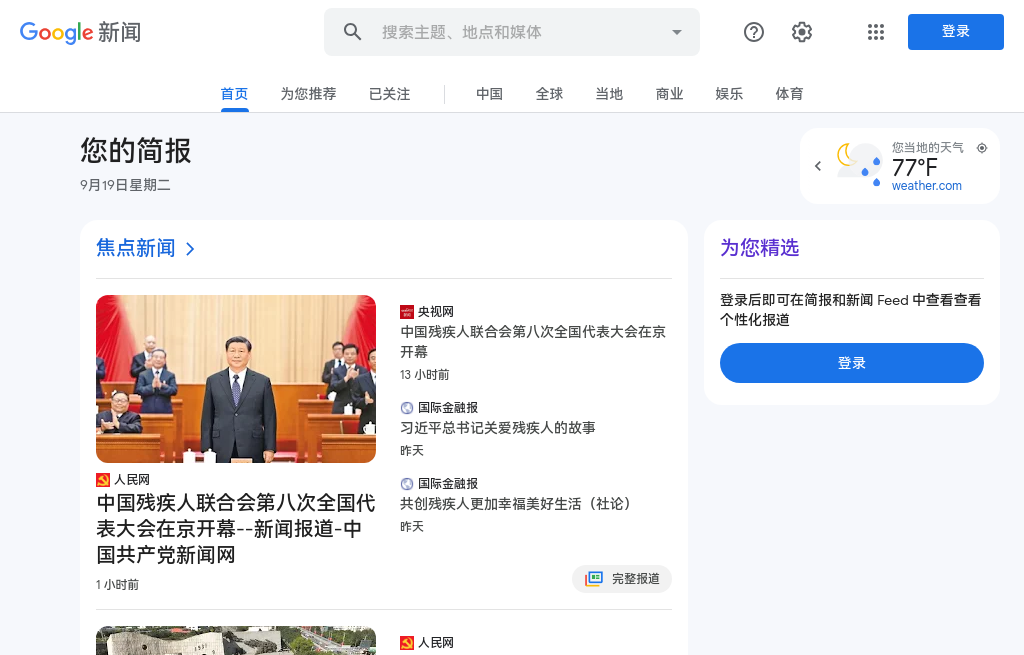 Google 新闻
搜索主题、地点和媒体
登录
首页
为您推荐
已关注
中国
全球
当地
商业
娱乐
体育
您的简报
9月19日星期二
您当地的天气
77°F
weather.com
焦点新闻
人民网
中国残疾人联合会第八次全国代
表大会在京开幕--新闻报道-中
国共产党新闻网
1 小时前
央视网
中国残疾人联合会第八次全国代表大会在京
开幕
13 小时前
国际金融报
习近平总书记关爱残疾人的故事
昨天
国际金融报
共创残疾人更加幸福美好生活（社论）
昨天
完整报道
人民网
为您精选
登录后即可在简报和新闻 Feed 中查看查看
个性化报道
登录